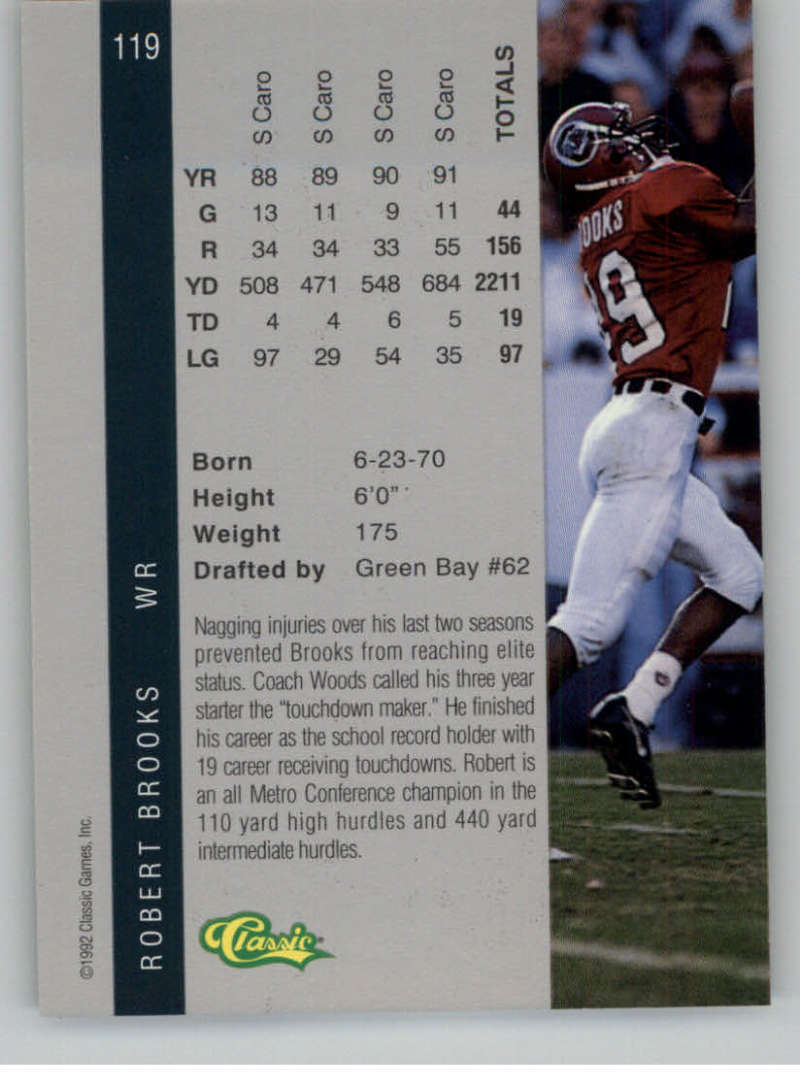 119
S Caro S Caro S Caro S Caro TOTALS
YR 88 89 90 91
G 13 11 9 11 44
R 34 34 33 55 156
YD 508 471 548 684 2211
TD 4 4 6 5 19
LG 97 29 54 35 97
Born 6-23-70
Height 6'0"
Weight 175
Drafted by Green Bay #62
Nagging injuries over his last two seasons
prevented Brooks from reaching elite
status. Coach Woods called his three year
starter the "touchdown maker." He finished
his career as the school record holder with
19 career receiving touchdowns. Robert is
an all Metro Conference champion in the
110 yard high hurdles and 440 yard
intermediate hurdles.
Classic
ROBERT BROOKS WR
©1992 Classic Games, Inc.
OOKS
19